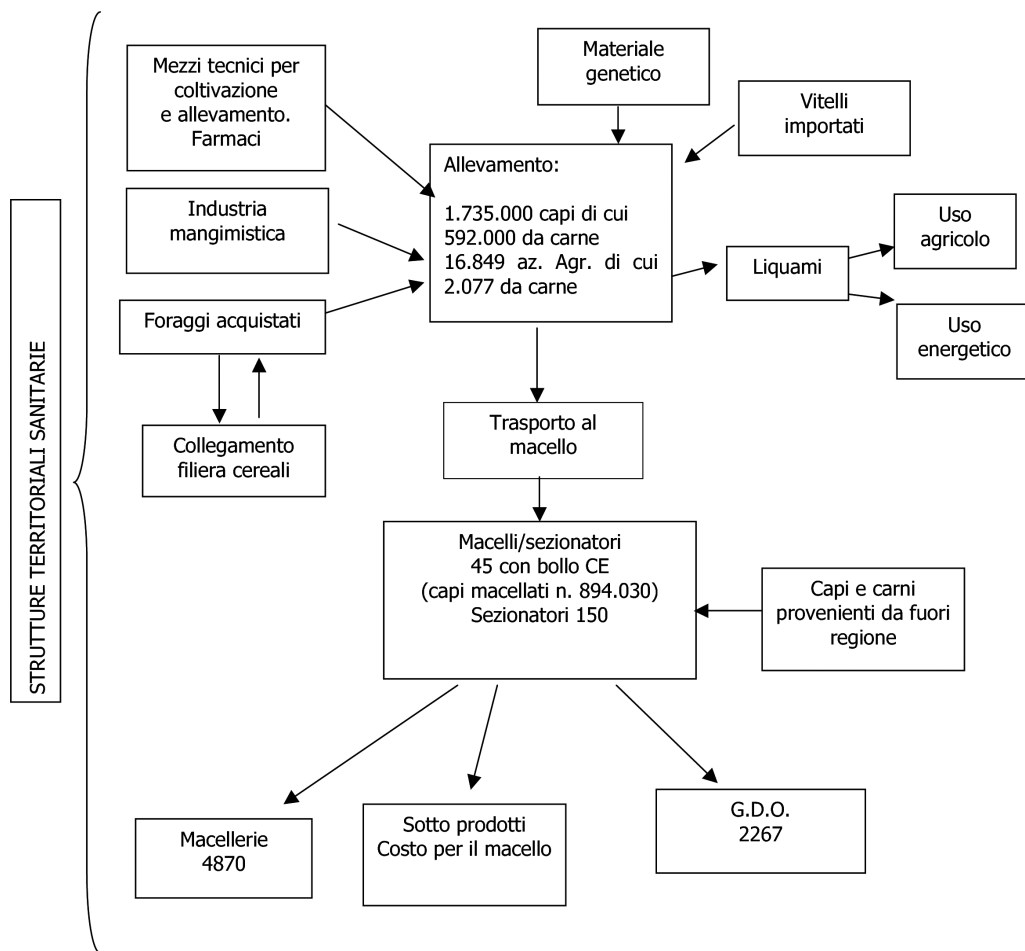 Mezzi tecnici per
coltivazione
e allevamento.
Farmaci
Materiale
genetico
Vitelli
importati
Allevamento:
1.735.000 capi di cui
592.000 da carne
16.849 az. Agr. di cui
2.077 da carne
Industria
mangimistica
Uso
agricolo
Liquami
Foraggi acquistati
Uso
energetico
Collegamento
filiera cereali
Trasporto al
macello
STRUTTURE TERRITORIALI SANITARIE
Macelli/sezionatori
45 con bollo CE
(capi macellati n. 894.030)
Sezionatori 150
Capi e carni
provenienti da fuori
regione
Macellerie
4870
Sotto prodotti
Costo per il macello
G.D.O.
2267